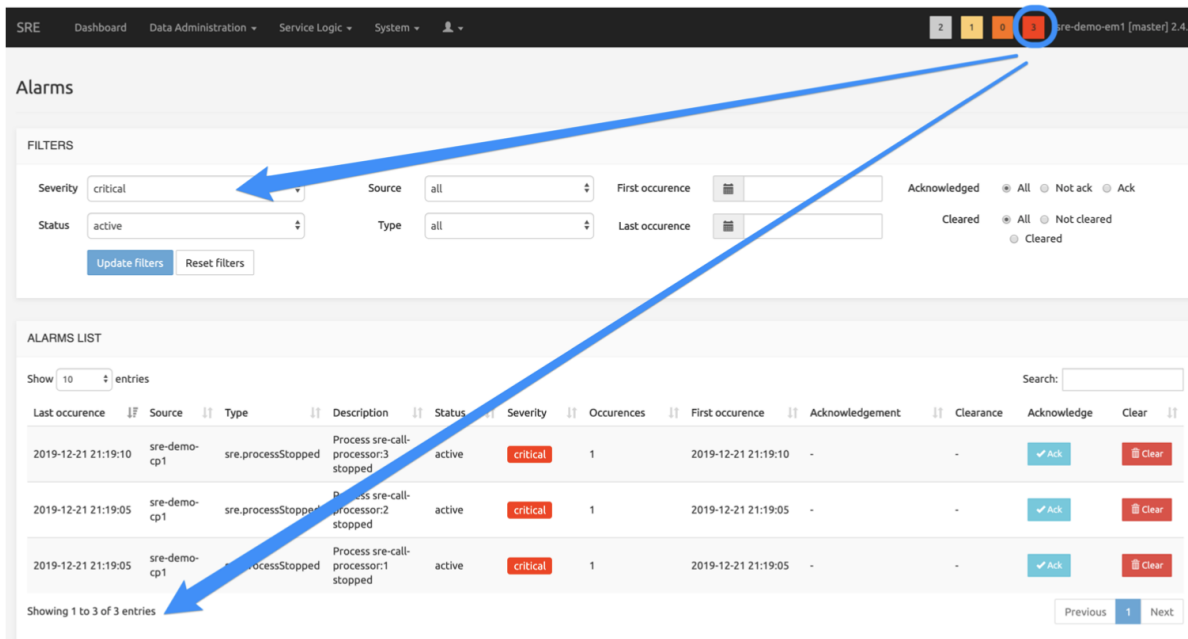 SRE Dashboard Data Administration Service Logic System 2 1 0 3 sre-demo-em1 [master] 2.4.
Alarms
FILTERS
Severity critical Source all First occurence Acknowledged All Not ack Ack
Status active Type all Last occurence Cleared All Not cleared
Cleared
Update filters Reset filters
ALARMS LIST
Show 10 entries Search:
Last occurence Source Type Description Status Severity Occurences First occurence Acknowledgement Clearance Acknowledge Clear
2019-12-21 21:19:10 sre-demo-cp1 sre.processStopped Process sre-call-processor:3 stopped active critical 1 2019-12-21 21:19:10 - - Ack Clear
2019-12-21 21:19:05 sre-demo-cp1 sre.processStopped sre-call-processor:2 stopped active critical 1 2019-12-21 21:19:05 - - Ack Clear
2019-12-21 21:19:05 sre-demo-cp1 Process sre-call-processor:1 stopped active critical 1 2019-12-21 21:19:05 - - Ack Clear
Showing 1 to 3 of 3 entries Previous 1 Next